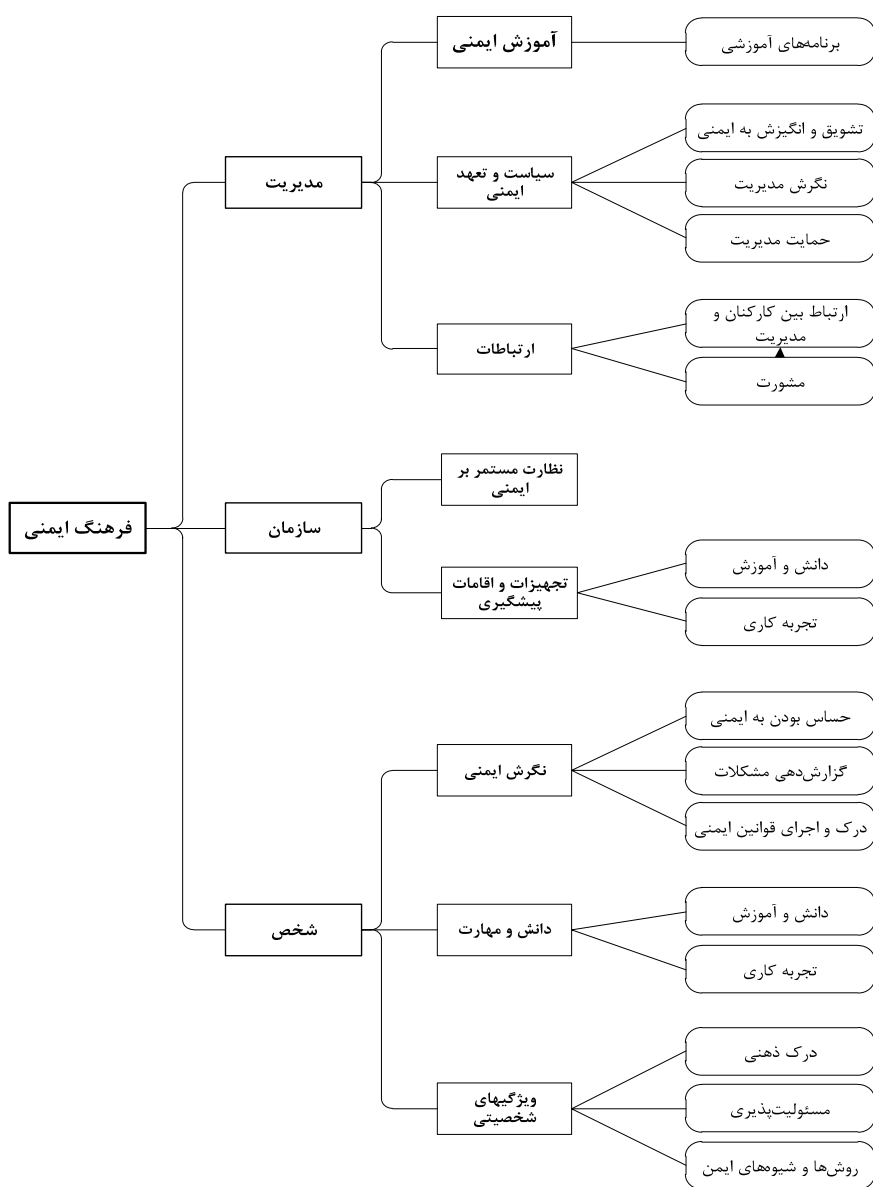 آموزش ایمنی
برنامه‌های آموزشی
تشویق و انگیزش به ایمنی
مدیریت
سیاست و تعهد
ایمنی
نگرش مدیریت
حمایت مدیریت
ارتباطات
ارتباط بین کارکنان و
مدیریت
مشورت
فرهنگ ایمنی
سازمان
نظارت مستمر بر
ایمنی
تجهیزات و اقامات
پیشگیری
دانش و آموزش
تجربه کاری
حساس بودن به ایمنی
نگرش ایمنی
گزارش‌دهی مشکلات
درک و اجرای قوانین ایمنی
شخص
دانش و مهارت
دانش و آموزش
تجربه کاری
درک ذهنی
ویژگیهای
شخصیتی
مسئولیت‌پذیری
روش‌ها و شیوه‌های ایمن